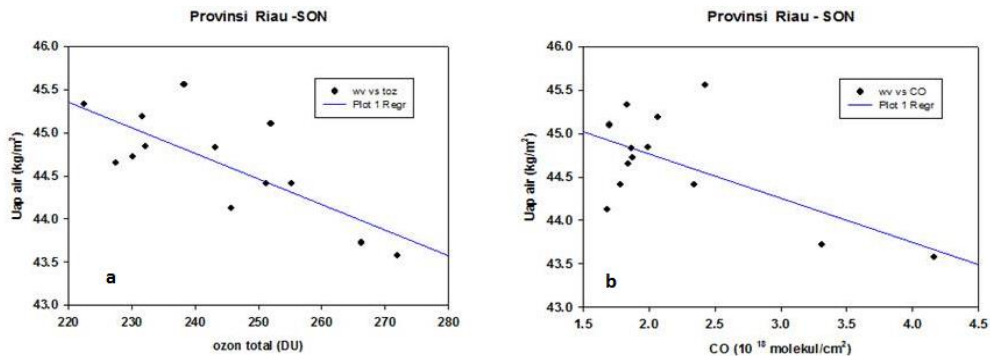 Provinsi Riau -SON
Uap air (kg/m²)
46.0
45.5
45.0
44.5
44.0
43.5
43.0
wv vs toz
Plot 1 Regr
a
220
230
240
250
260
270
280
ozon total (DU)
Provinsi Riau - SON
Uap air (kg/m²)
46.0
45.5
45.0
44.5
44.0
43.5
43.0
wv vs CO
Plot 1 Regr
b
1.5
2.0
2.5
3.0
3.5
4.0
4.5
CO (10 ¹⁸ molekul/cm²)